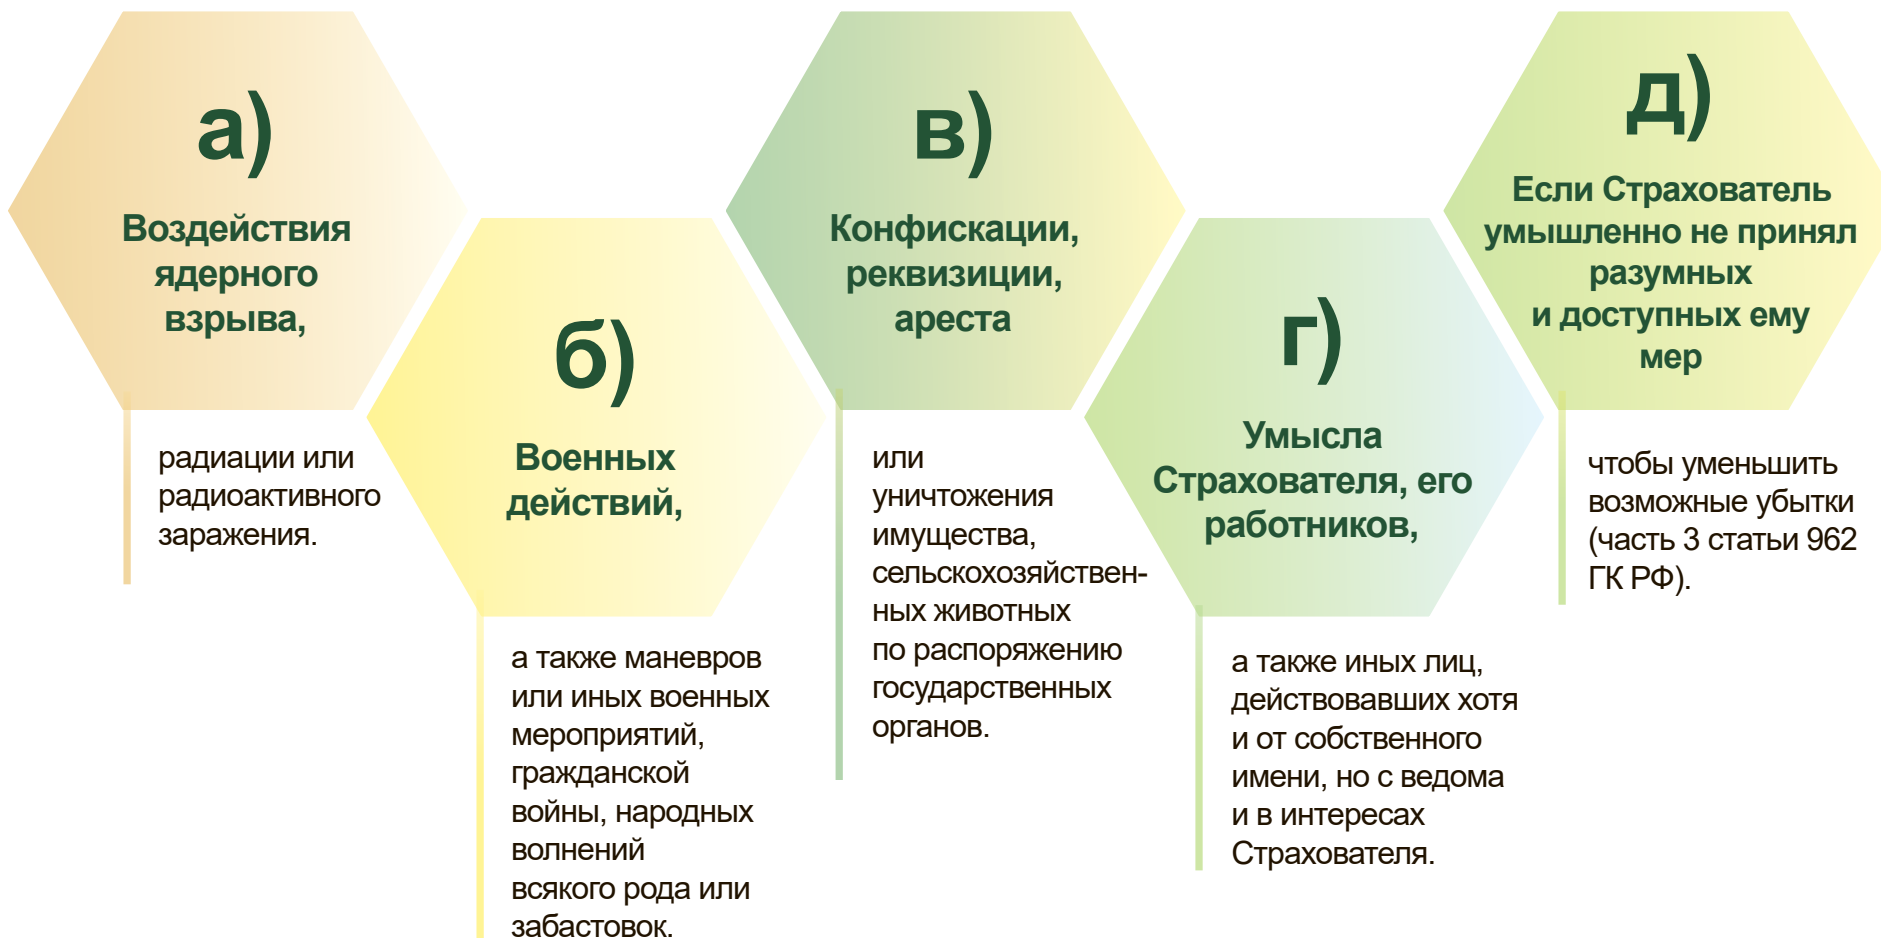 а)
Воздействия
ядерного
взрыва,
радиации или
радиоактивного
заражения.
б)
Военных
действий,
а также маневров
или иных военных
мероприятий,
гражданской
войны, народных
волнений
всякого рода или
забастовок.
в)
Конфискации,
реквизиции,
ареста
или
уничтожения
имущества,
сельскохозяйствен-
ных животных
по распоряжению
государственных
органов.
г)
Умысла
Страхователя, его
работников,
а также иных лиц,
действовавших хотя
и от собственного
имени, но с ведома
и в интересах
Страхователя.
д)
Если Страхователь
умышленно не принял
разумных
и доступных ему
мер
чтобы уменьшить
возможные убытки
(часть 3 статьи 962
ГК РФ).